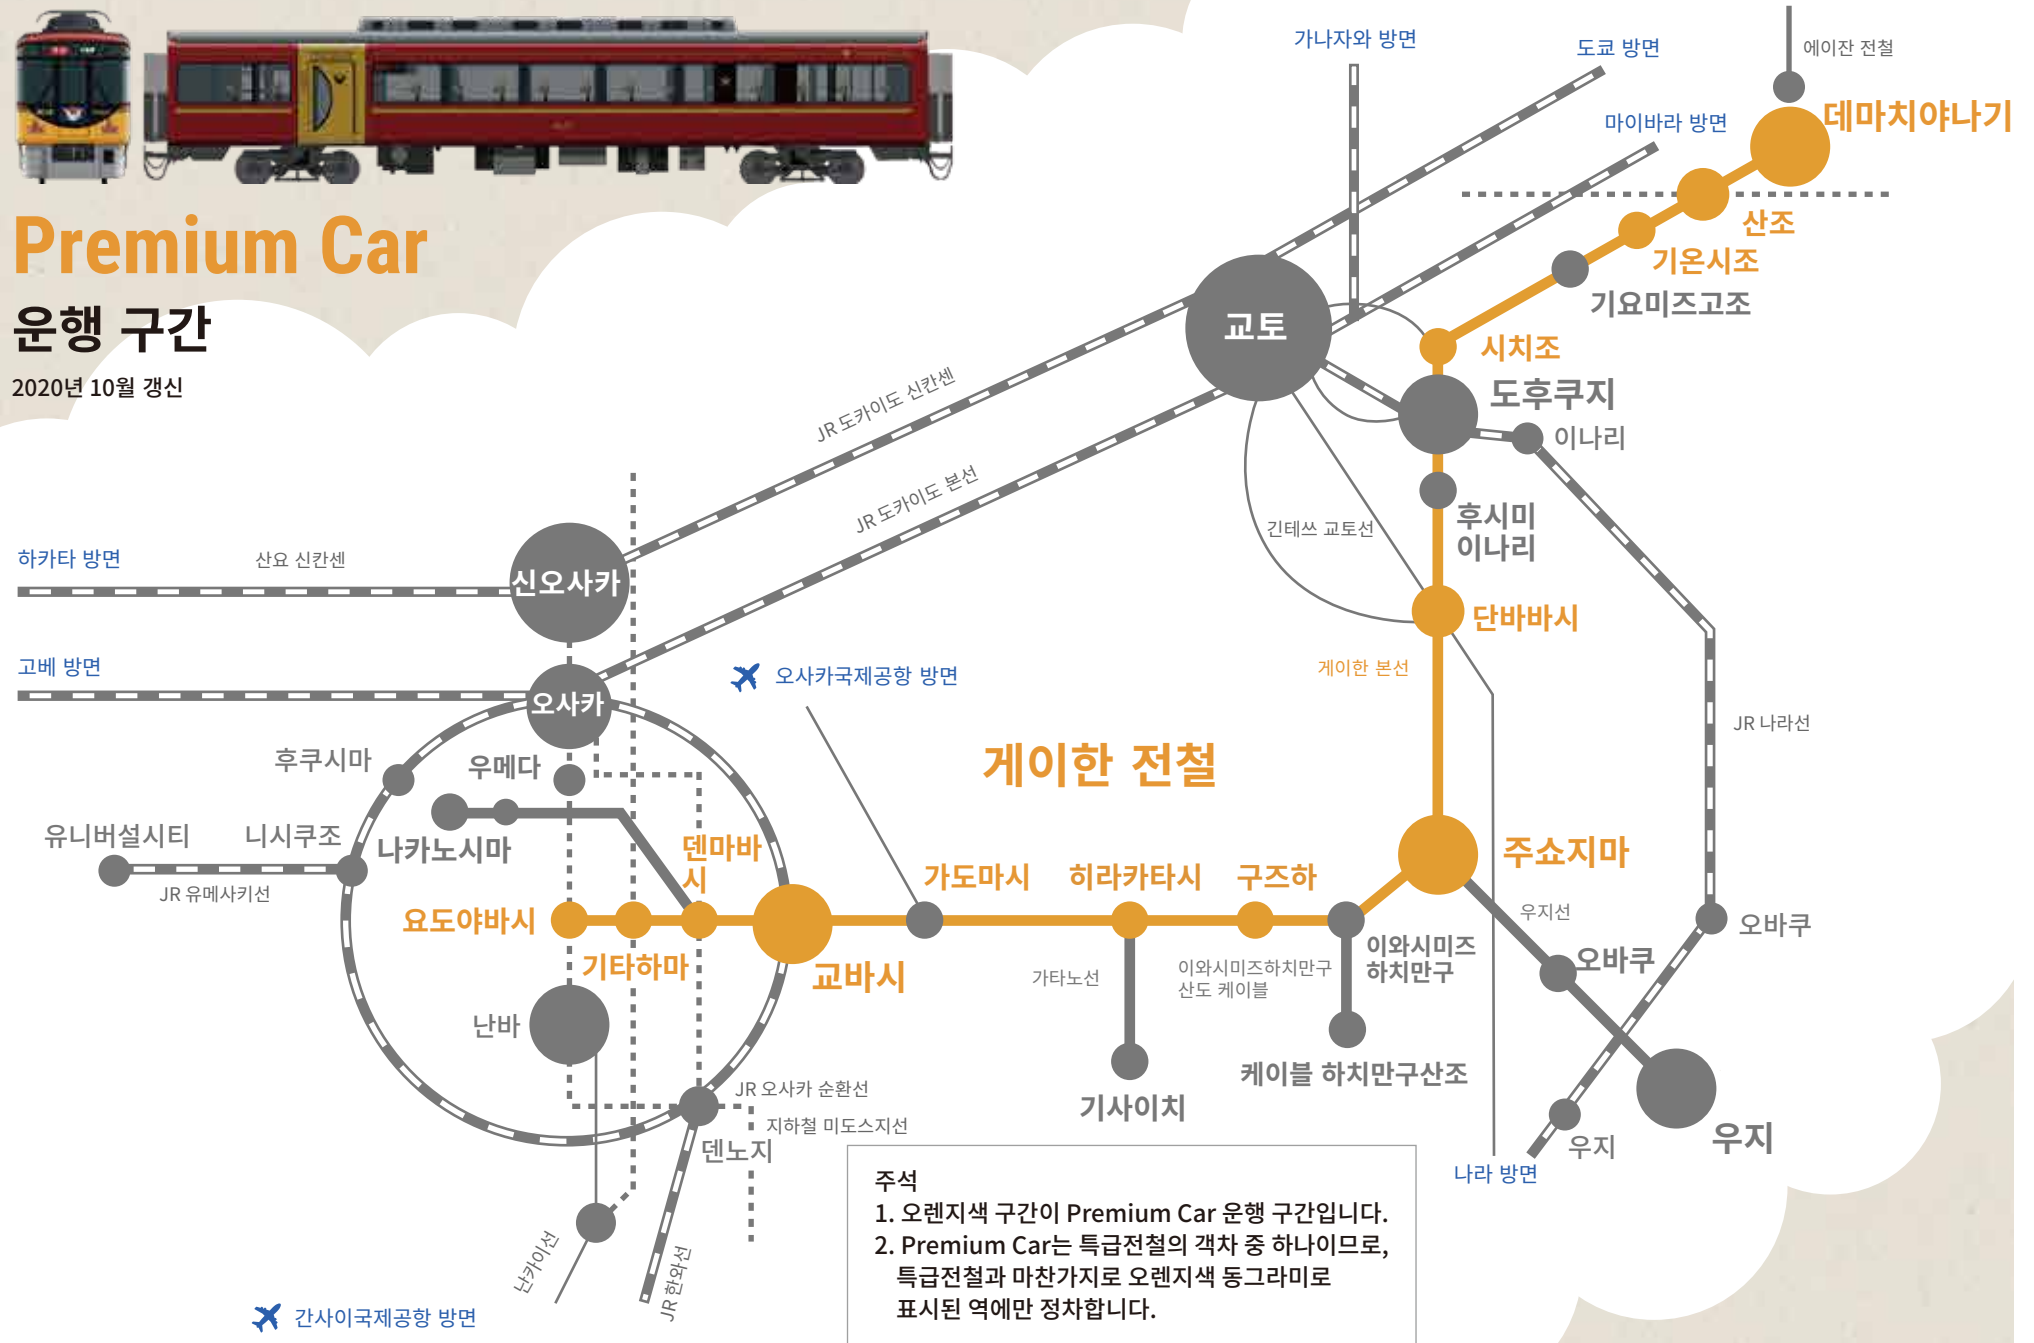 Premium Car
운행 구간
2020년 10월 갱신
가나자와 방면
도쿄 방면
에이잔 전철
마이바라 방면
데마치야나기
산조
기온시조
기요미즈고조
교토
시치조
JR 도카이도 신칸센
도후쿠지
이나리
JR 도카이도 본선
후시미
이나리
긴테쓰 교토선
하카타 방면
산요 신칸센
신오사카
단바바시
고베 방면
오사카
오사카국제공항 방면
게이한 본선
JR 나라선
후쿠시마
우메다
게이한 전철
유니버설시티
니시쿠조
나카노시마
덴마바
시
주쇼지마
JR 유메사키선
가도마시
히라카타시
구즈하
우지선
요도야바시
기타하마
교바시
오바쿠
이와시미즈
하치만구
오바쿠
가타노선
이와시미즈하치만구
산도 케이블
난바
케이블 하치만구산조
JR 오사카 순환선
기사이치
지하철 미도스지선
덴노지
우지
우지
나라 방면
난카이선
JR 한와선
간사이국제공항 방면
주석
1. 오렌지색 구간이 Premium Car 운행 구간입니다.
2. Premium Car는 특급전철의 객차 중 하나이므로,
특급전철과 마찬가지로 오렌지색 동그라미로
표시된 역에만 정차합니다.